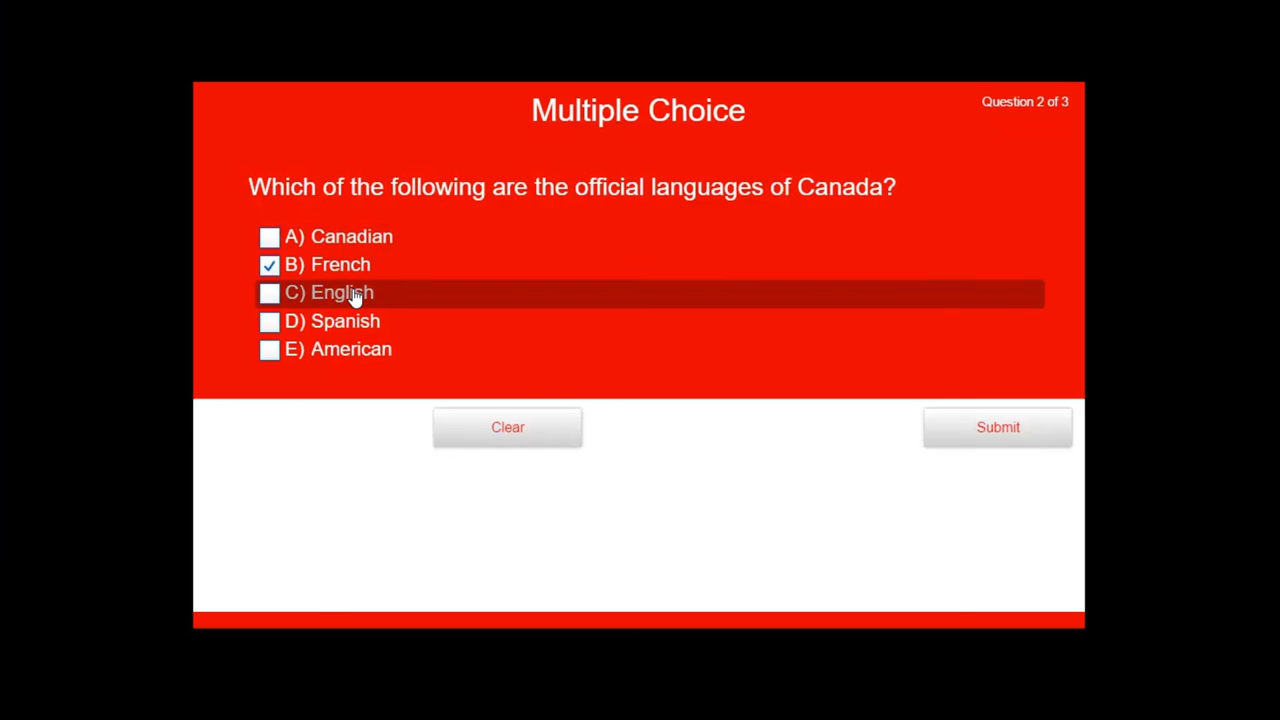 Multiple Choice
Question 2 of 3
Which of the following are the official languages of Canada?
A) Canadian
B) French
C) English
D) Spanish
E) American
Clear
Submit